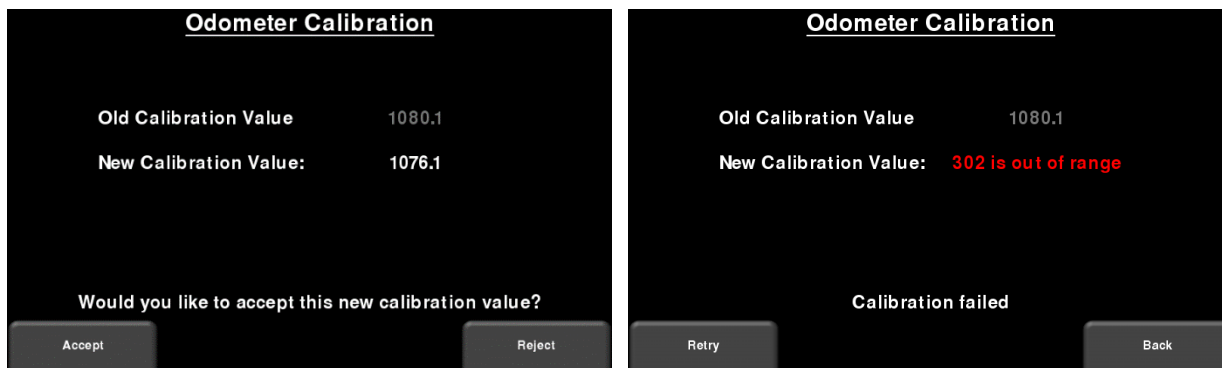 Odometer Calibration
Old Calibration Value 1080.1
New Calibration Value: 1076.1
Would you like to accept this new calibration value?
Accept Reject
Odometer Calibration
Old Calibration Value 1080.1
New Calibration Value: 302 is out of range
Calibration failed
Retry Back